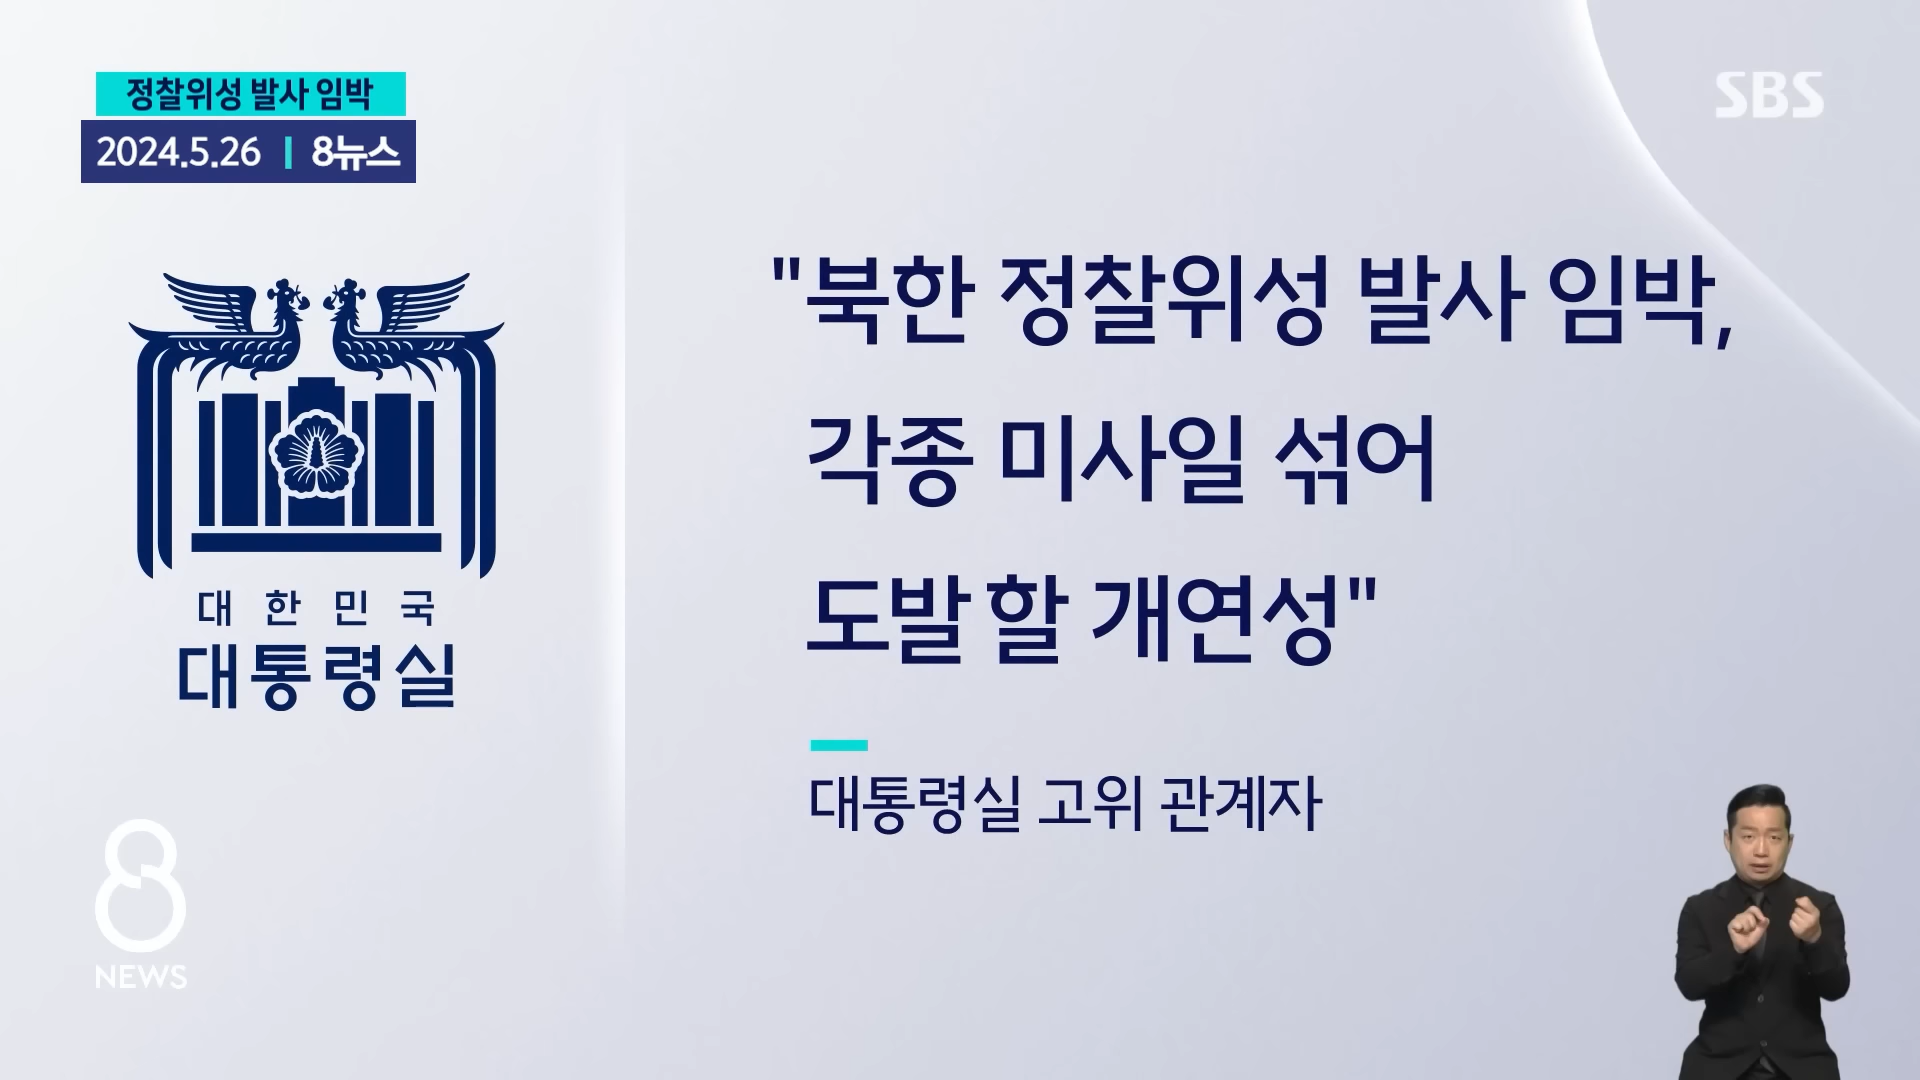 정찰위성 발사 임박
2024.5.26 | 8뉴스
SBS
"북한 정찰위성 발사 임박,
각종 미사일 섞어
도발 할 개연성"
대통령실 고위 관계자
대한민국
대통령실
8
NEWS